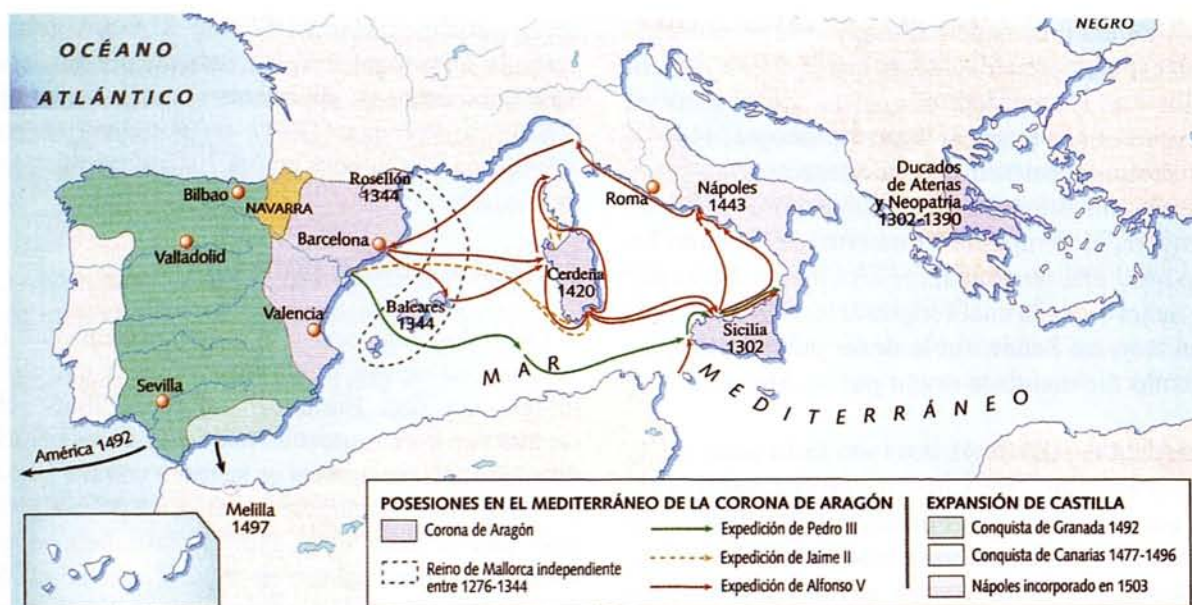 NEGRO
OCÉANO
ATLÁNTICO
Bilbao
NAVARRA
Rosellón
1344
Barcelona
Valladolid
Valencia
Baleares
1344
Sevilla
Roma
Nápoles
1443
Ducados
de Atenas
y Neopatria
1302-1390
Cerdeña
1420
Sicilia
1302
MAR MEDITERRÁNEO
América 1492
Melilla
1497
POSESIONES EN EL MEDITERRÁNEO DE LA CORONA DE ARAGÓN
Corona de Aragón
Reino de Mallorca independiente
entre 1276-1344
Expedición de Pedro III
Expedición de Jaime II
Expedición de Alfonso V
EXPANSIÓN DE CASTILLA
Conquista de Granada 1492
Conquista de Canarias 1477-1496
Nápoles incorporado en 1503